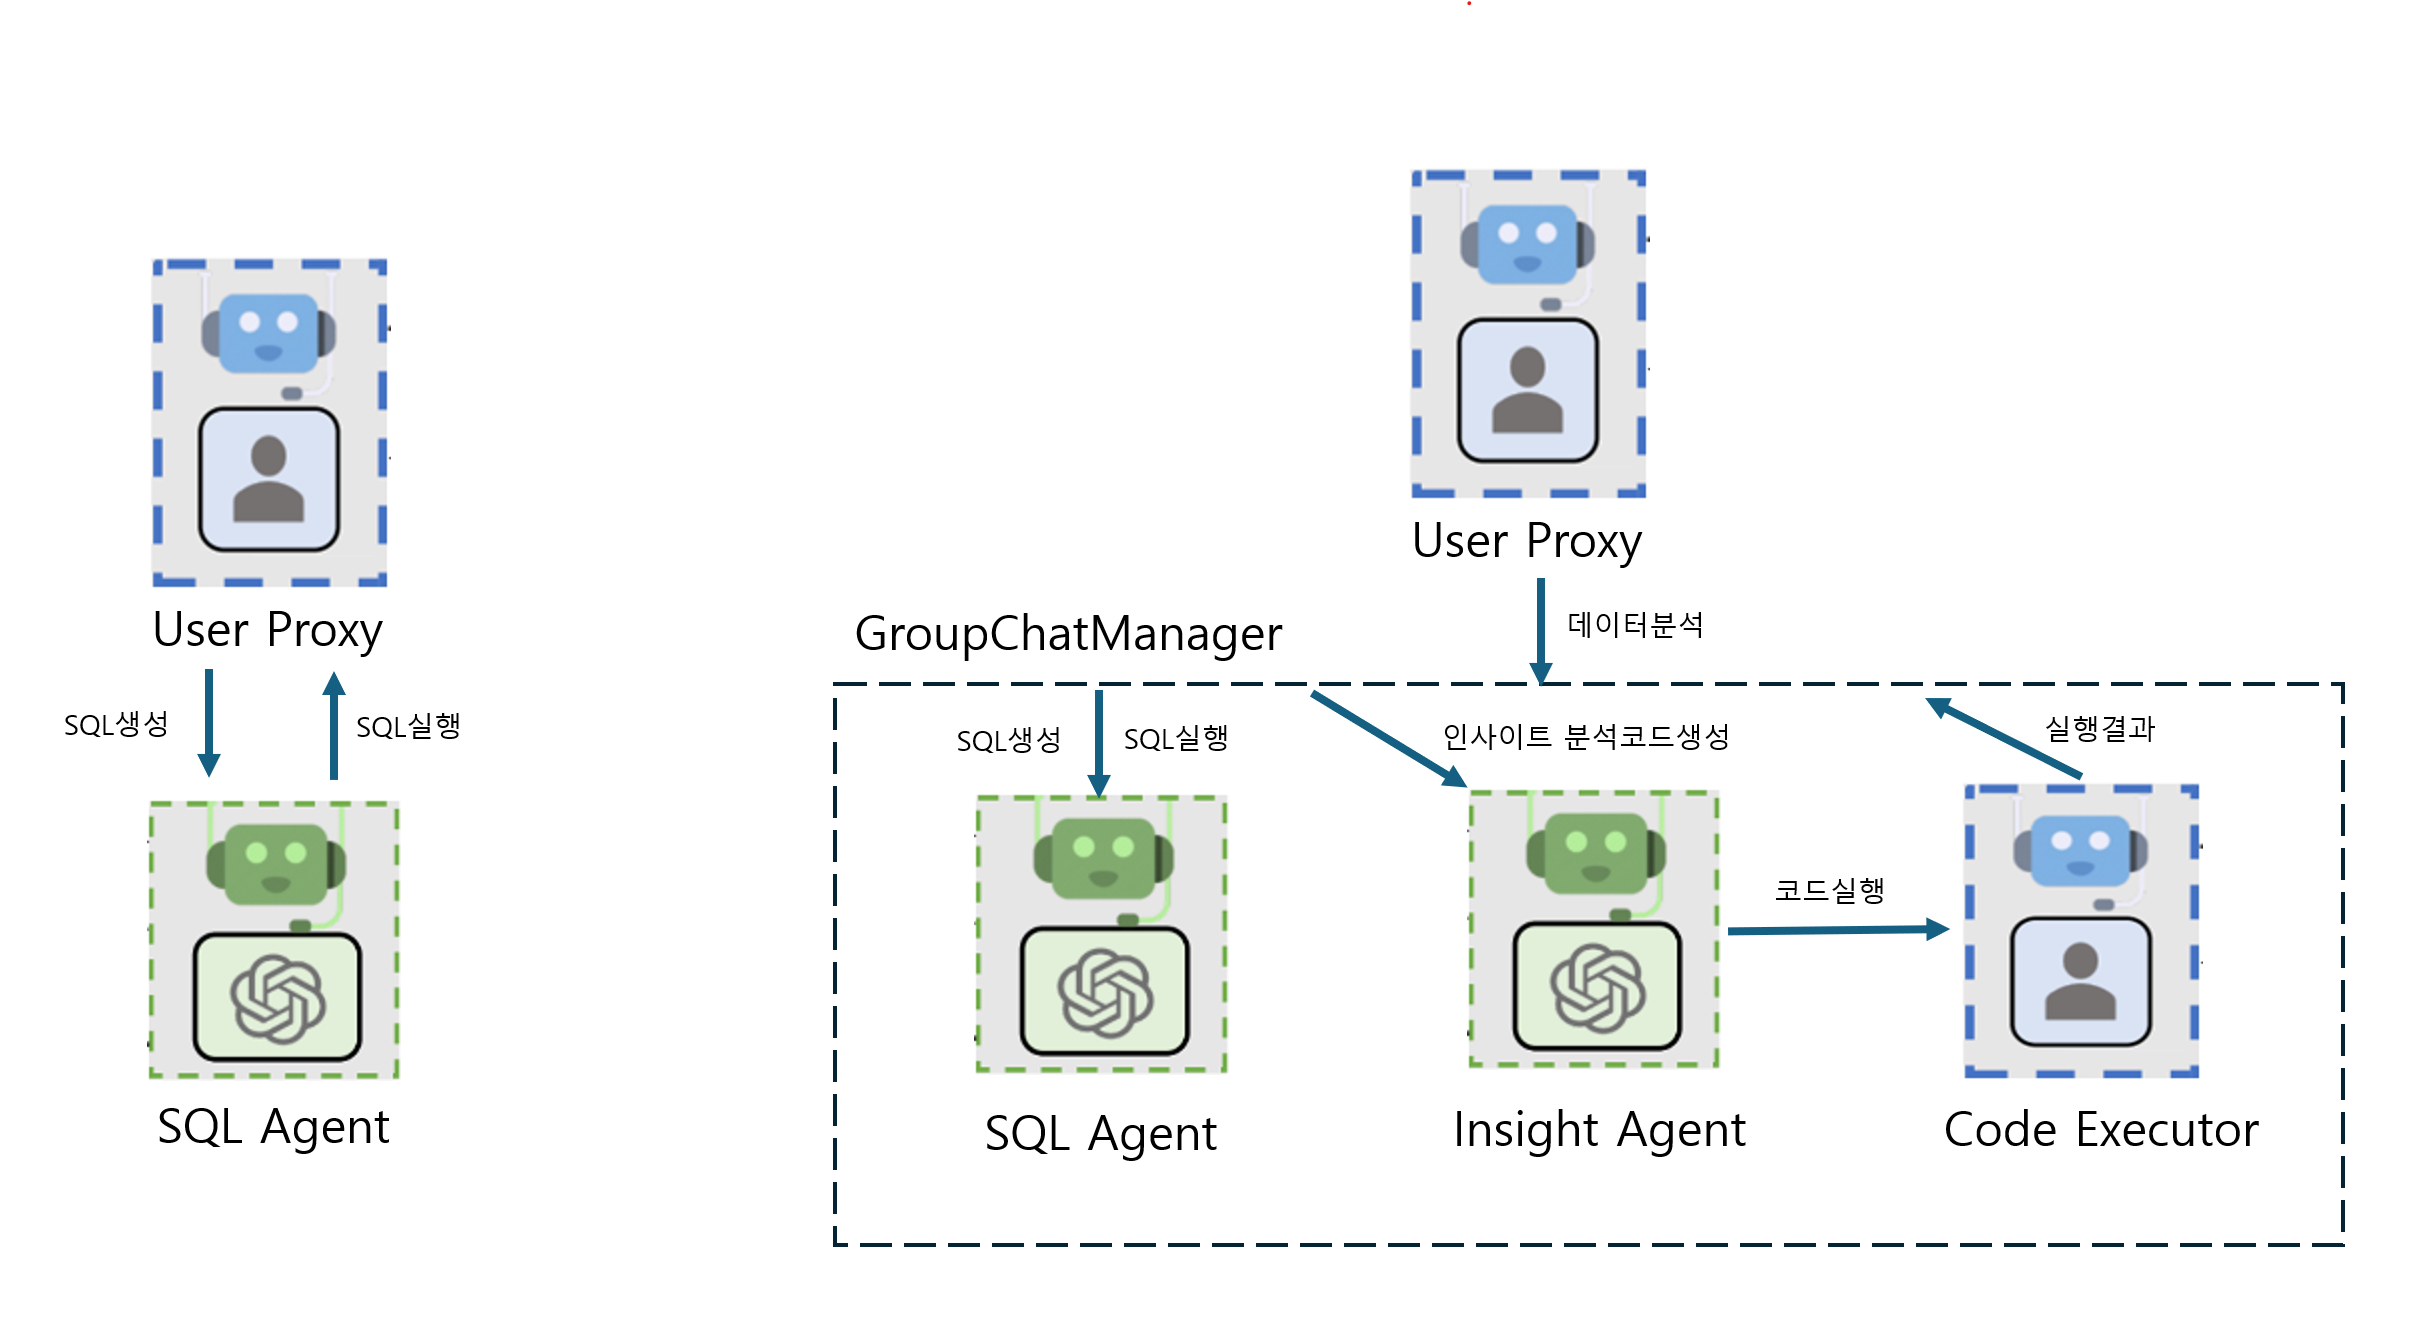 User Proxy
SQL생성
SQL실행
SQL Agent
User Proxy
데이터분석
GroupChatManager
SQL생성
SQL실행
인사이트 분석코드생성
실행결과
코드실행
SQL Agent
Insight Agent
Code Executor